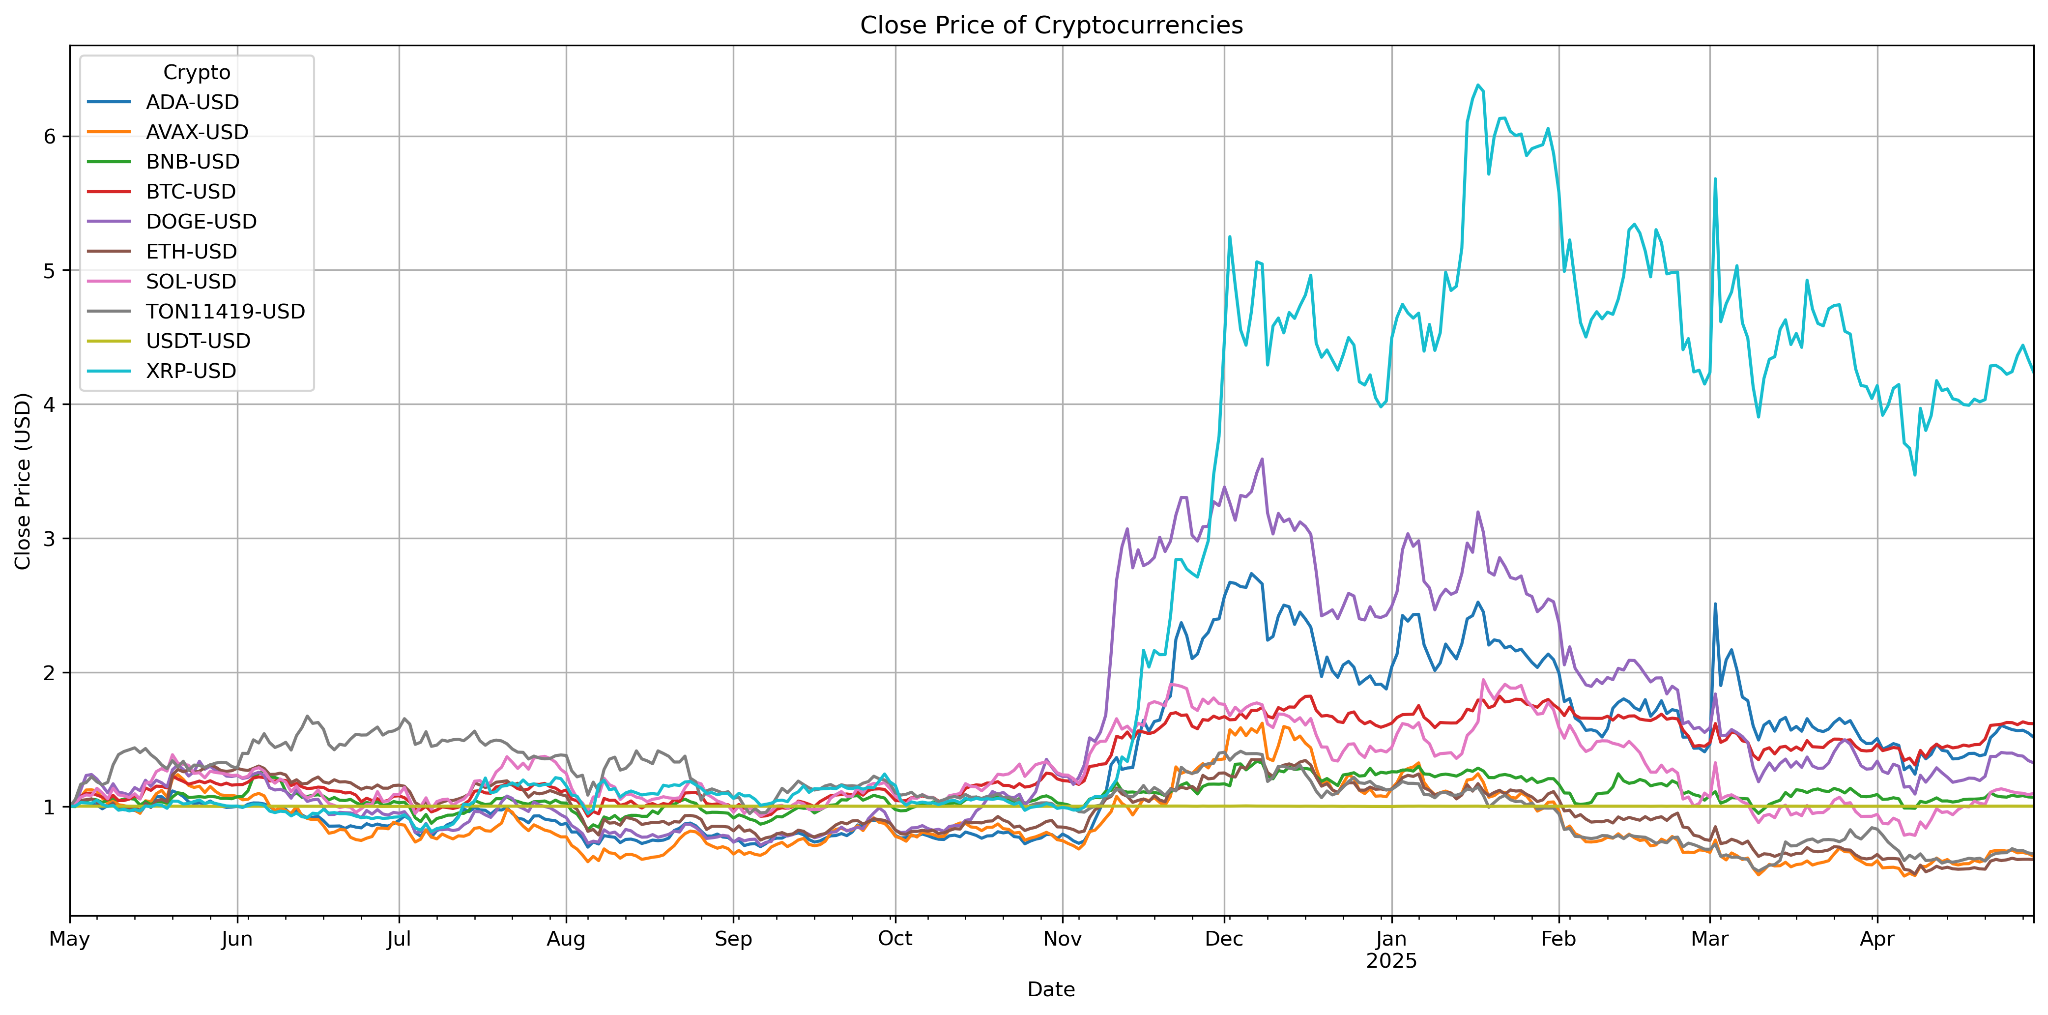 Close Price of Cryptocurrencies
Crypto
ADA-USD
AVAX-USD
BNB-USD
BTC-USD
DOGE-USD
ETH-USD
SOL-USD
TON11419-USD
USDT-USD
XRP-USD
Close Price (USD)
6
5
4
3
2
1
May Jun Jul Aug Sep Oct Nov Dec Jan Feb Mar Apr
2025
Date